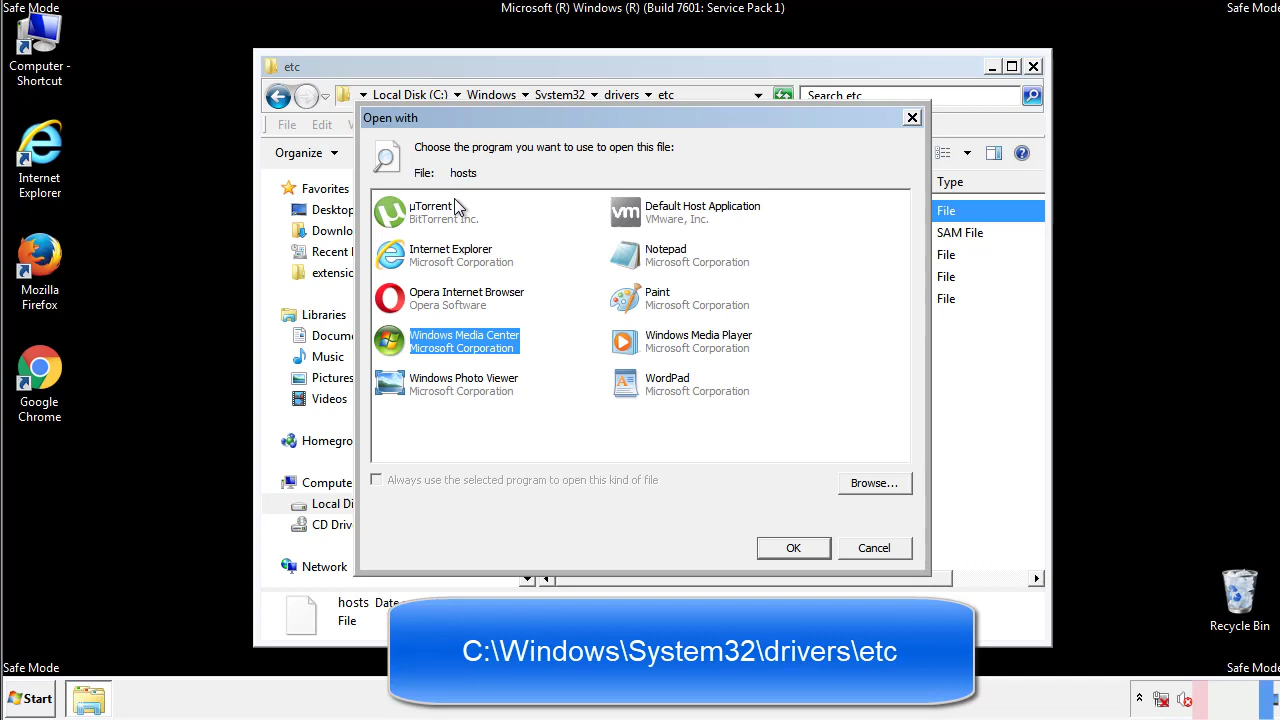 Safe Mode
Microsoft (R) Windows (R) (Build 7601: Service Pack 1)
Safe Mode
Computer -
Shortcut
Internet
Explorer
Mozilla
Firefox
Google
Chrome
etc
Local Disk (C:) Windows System32 drivers etc
Search etc
File Edit
Organize
Type
Favorites
Desktop
Recent
Libraries
Music
Pictures
Videos
Network
File
SAM File
File
File
File
Open with
Choose the program you want to use to open this file:
File: hosts
µTorrent
BitTorrent Inc.
Default Host Application
VMware, Inc.
Internet Explorer
Microsoft Corporation
Notepad
Microsoft Corporation
Opera Internet Browser
Opera Software
Paint
Microsoft Corporation
Windows Media Center
Microsoft Corporation
Windows Media Player
Microsoft Corporation
Windows Photo Viewer
Microsoft Corporation
WordPad
Microsoft Corporation
Always use the selected program to open this kind of file
Browse...
OK
Cancel
hosts
File
C:\Windows\System32\drivers\etc
Recycle Bin
Safe Mode
Safe Mode
Start